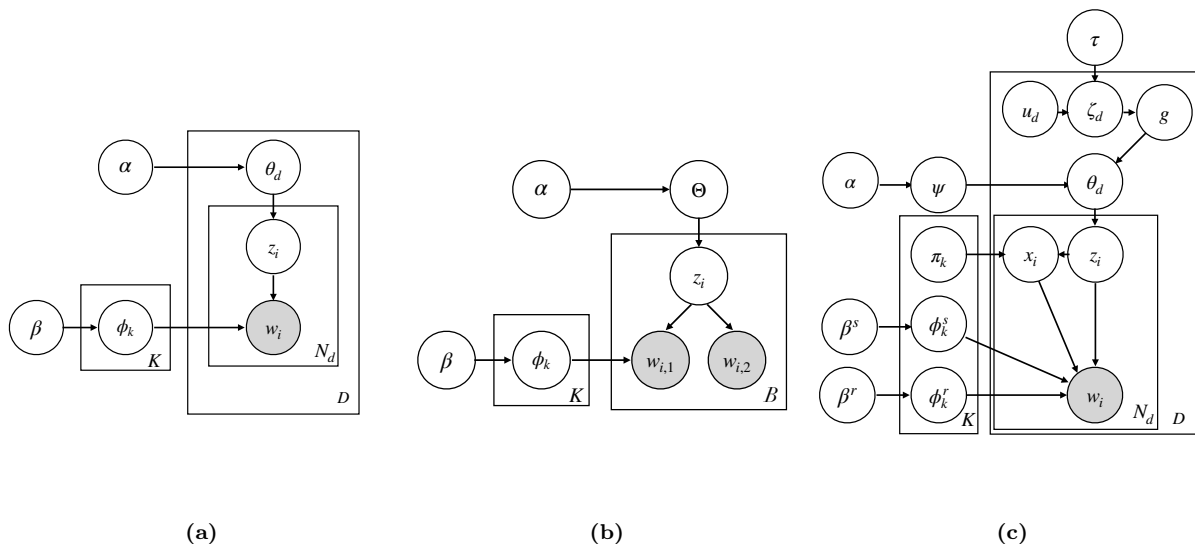 α
θ_d
z_i
β
ϕ_k
w_i
K
N_d
D
(a)
α
Θ
z_i
β
ϕ_k
w_{i,1}
w_{i,2}
K
B
(b)
τ
u_d
ζ_d
g
α
ψ
θ_d
π_k
x_i
z_i
β^s
ϕ_k^s
β^r
ϕ_k^r
w_i
K
N_d
D
(c)